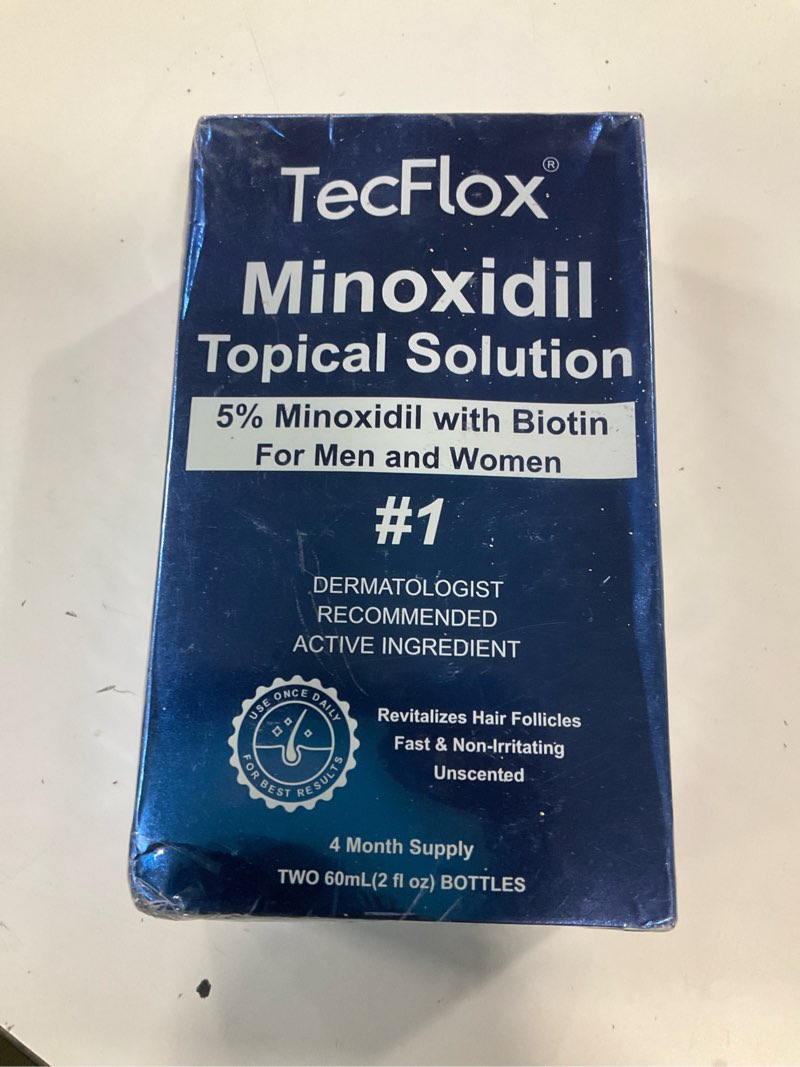 TecFlox®
Minoxidil
Topical Solution
5% Minoxidil with Biotin
For Men and Women
#1
DERMATOLOGIST
RECOMMENDED
ACTIVE INGREDIENT
USE ONCE DAILY
FOR BEST RESULTS
Revitalizes Hair Follicles
Fast & Non-Irritating
Unscented
4 Month Supply
TWO 60mL(2 fl oz) BOTTLES